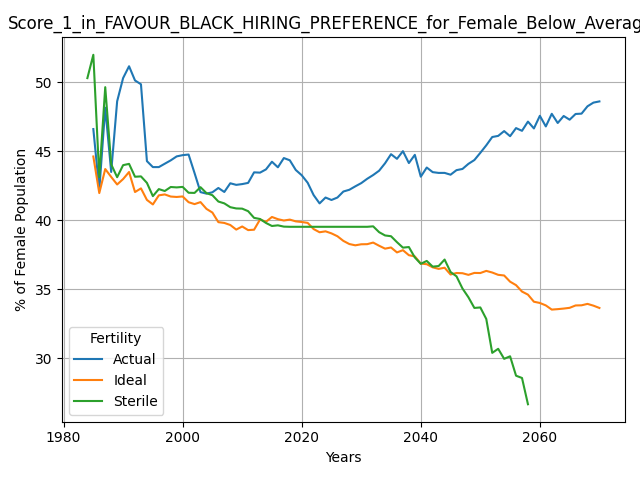 Score_1_in_FAVOUR_BLACK_HIRING_PREFERENCE_for_Female_Below_Averag
% of Female Population
50
45
40
35
30
Fertility
Actual
Ideal
Sterile
1980 2000 2020 2040 2060
Years